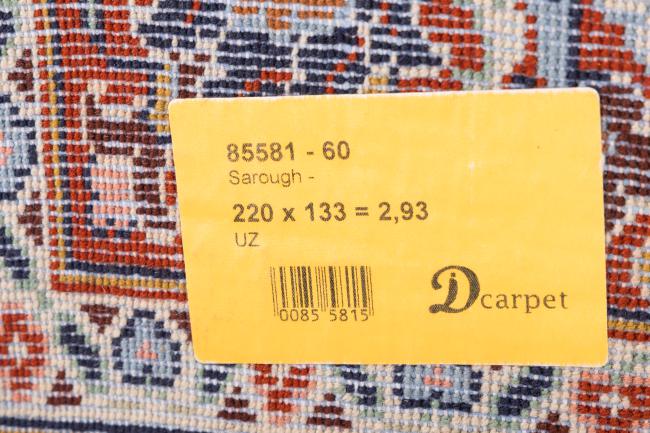 85581 - 60
Sarough -
220 x 133 = 2,93
UZ
0085 5815
Dcarpet